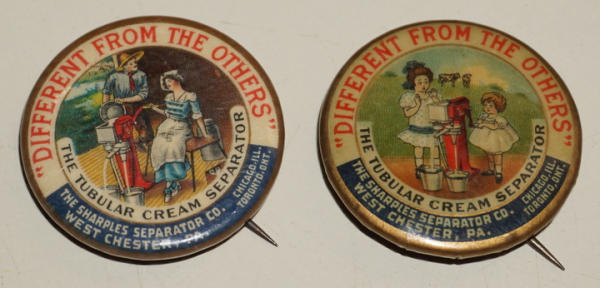 "DIFFERENT FROM THE OTHERS"
THE TUBULAR CREAM SEPARATOR
THE SHARPLES SEPARATOR CO.
WEST CHESTER, PA.
CHICAGO, ILL.
TORONTO, ONT.
"DIFFERENT FROM THE OTHERS"
THE TUBULAR CREAM SEPARATOR
THE SHARPLES SEPARATOR CO.
WEST CHESTER, PA.
CHICAGO, ILL.
TORONTO, ONT.